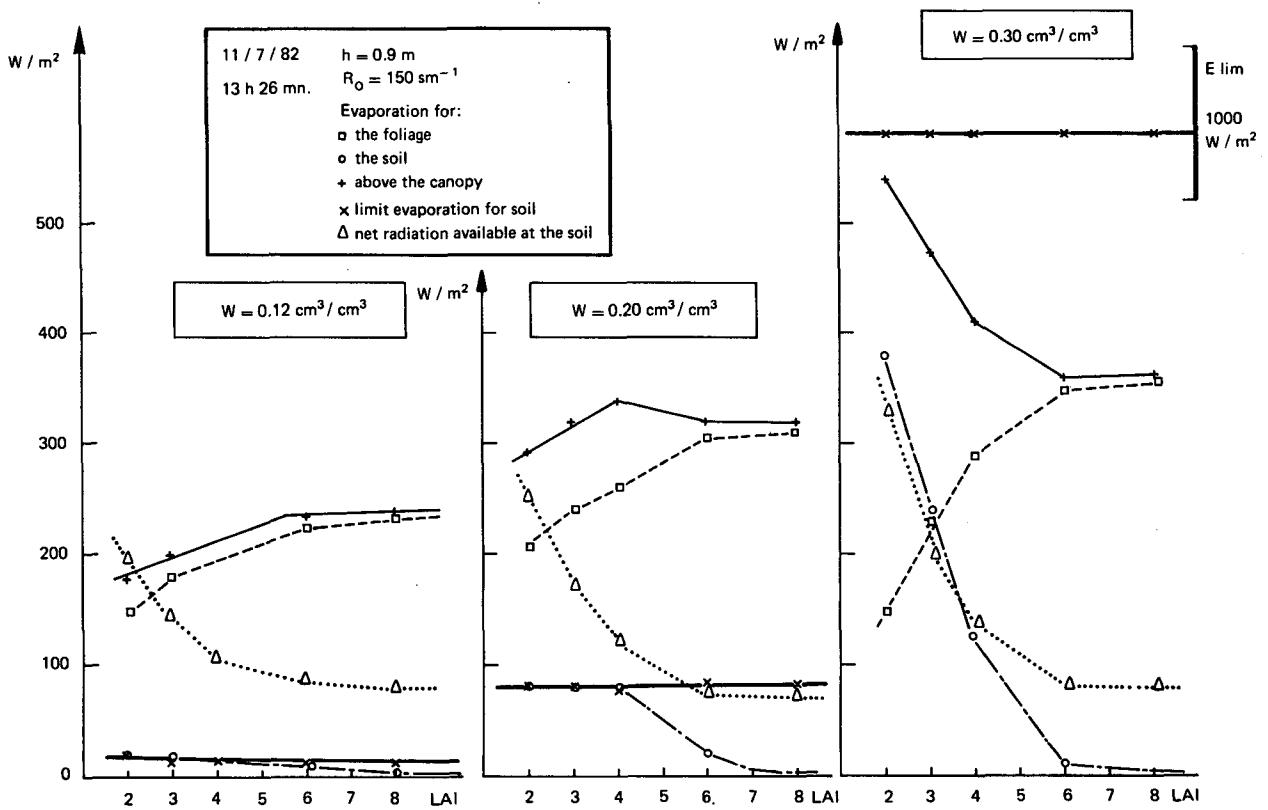 W / m²
11 / 7 / 82 h = 0.9 m
13 h 26 mn. R₀ = 150 sm⁻¹
Evaporation for:
□ the foliage
○ the soil
+ above the canopy
× limit evaporation for soil
Δ net radiation available at the soil
W / m²
W = 0.30 cm³ / cm³
E lim
1000
W / m²
500
400
300
200
100
0
W = 0.12 cm³ / cm³
2 3 4 5 6 7 8 LAI
W / m²
W = 0.20 cm³ / cm³
2 3 4 5 6 7 8 LAI
2 3 4 5 6 7 8 LAI